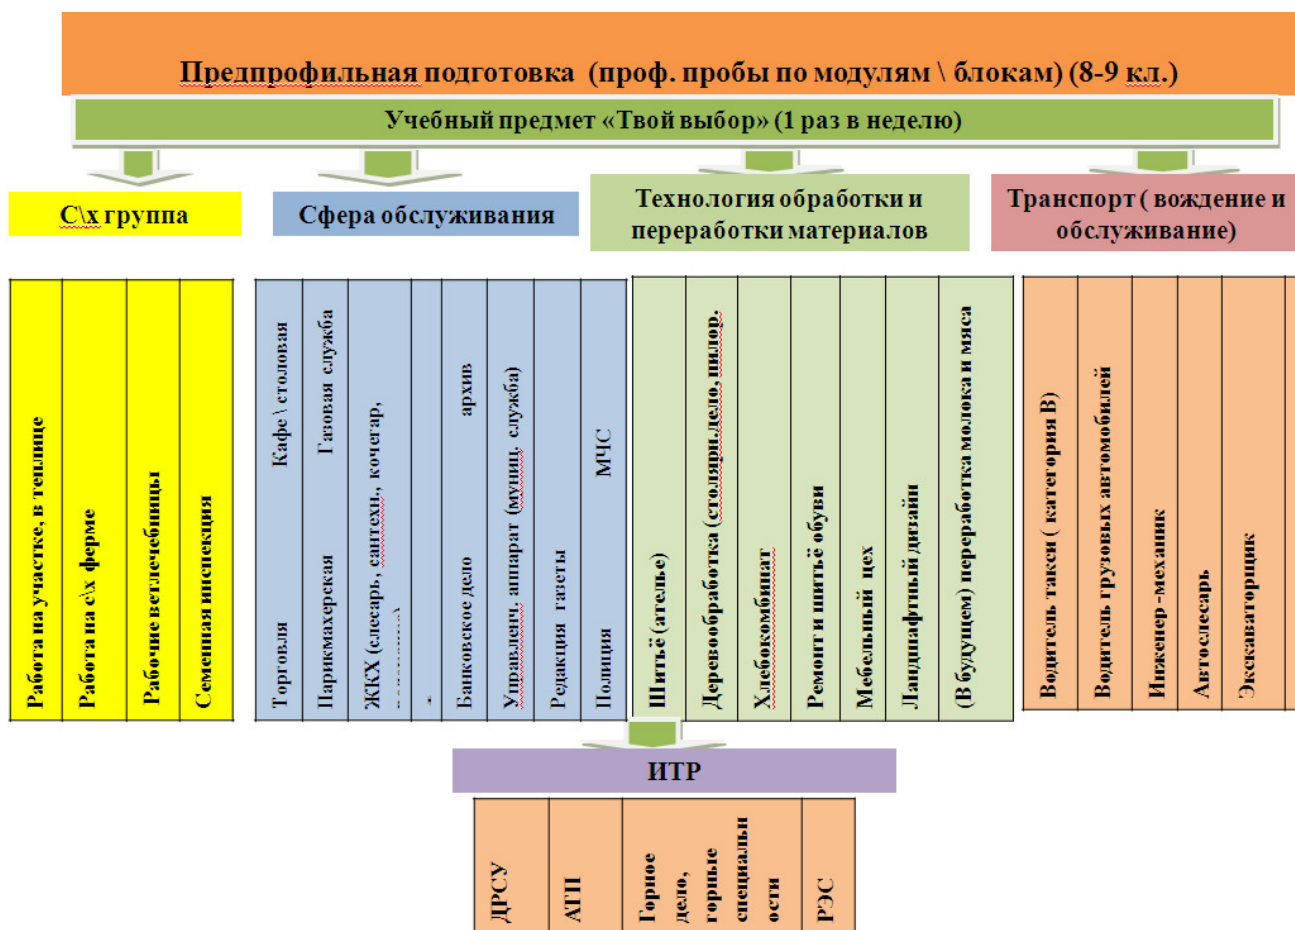 Предпрофильная подготовка (проф. пробы по модулям \ блокам) (8-9 кл.)
Учебный предмет «Твой выбор» (1 раз в неделю)
С\х группа
Сфера обслуживания
Технология обработки и
переработки материалов
Транспорт ( вождение и
обслуживание)
Работа на участке, в теплице
Работа на с\х ферме
Рабочие ветлечебницы
Семенная инспекция
Торговля Кафе \ столовая
Парикмахерская Газовая служба
ЖКХ (слесарь, сантехн., кочегар,
Банковское дело архив
Управленч. аппарат (муниц. служба)
Редакция газеты
Полиция МЧС
Шитьё (ателье)
Деревообработка (столярн.дело, пилор.
Хлебокомбинат
Ремонт и шитьё обуви
Мебельный цех
Ландшафтный дизайн
(В будущем) переработка молока и мяса
Водитель такси ( категория В)
Водитель грузовых автомобилей
Инженер -механик
Автослесарь
Экскаваторщик
ИТР
ДРСУ
АТП
Горное
дело,
горные
специальн
ости
РЭС